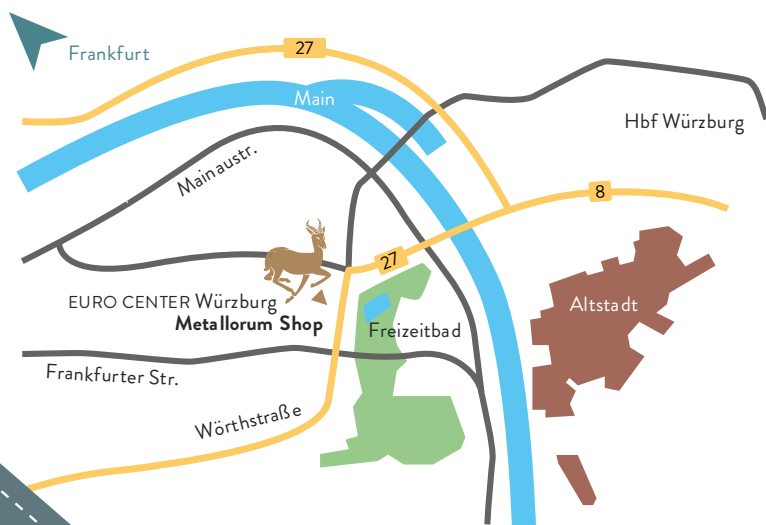 27
Frankfurt
Main
Hbf Würzburg
Mainaustr.
8
27
EURO CENTER Würzburg
Metallorum Shop
Altstadt
Freizeitbad
Frankfurter Str.
Wörthstraße